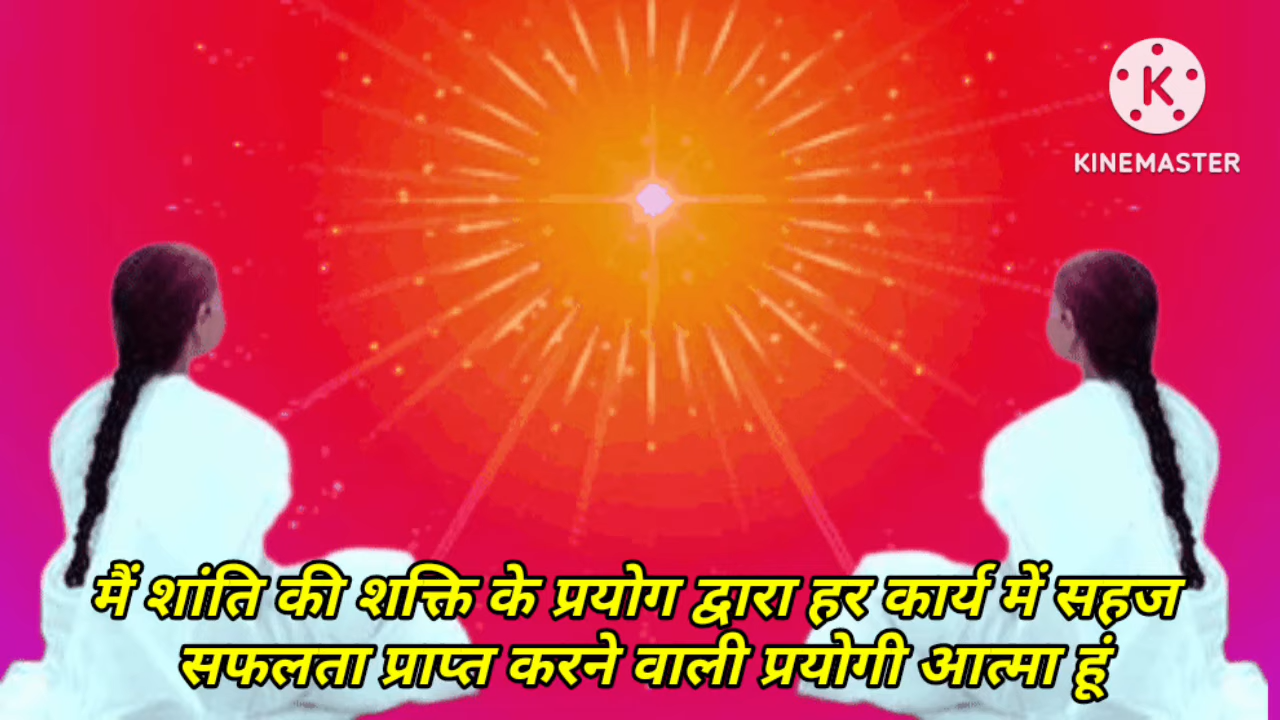 K
KINEMASTER
मैं शांति की शक्ति के प्रयोग द्वारा हर कार्य में सहज
सफलता प्राप्त करने वाली प्रयोगी आत्मा हूं